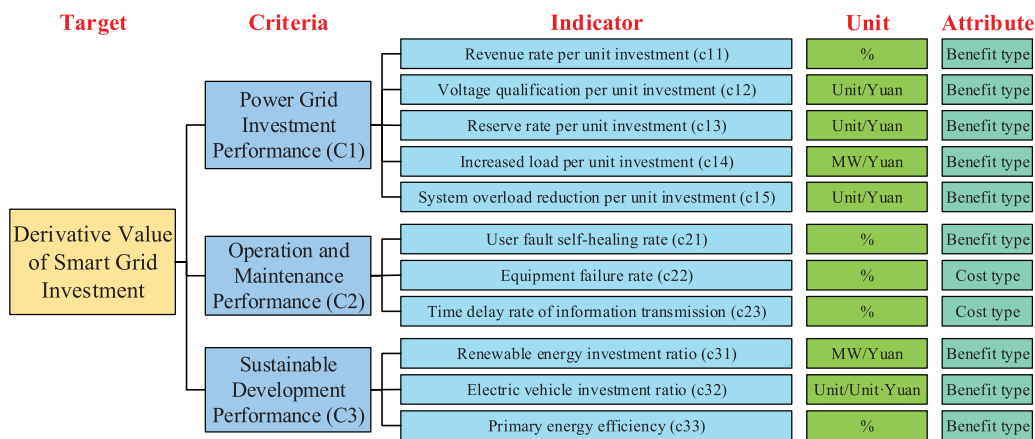 Target Criteria Indicator Unit Attribute
Derivative Value
of Smart Grid
Investment
Power Grid
Investment
Performance (C1)
Revenue rate per unit investment (c11) % Benefit type
Voltage qualification per unit investment (c12) Unit/Yuan Benefit type
Reserve rate per unit investment (c13) Unit/Yuan Benefit type
Increased load per unit investment (c14) MW/Yuan Benefit type
System overload reduction per unit investment (c15) Unit/Yuan Benefit type
Operation and
Maintenance
Performance (C2)
User fault self-healing rate (c21) % Benefit type
Equipment failure rate (c22) % Cost type
Time delay rate of information transmission (c23) % Cost type
Sustainable
Development
Performance (C3)
Renewable energy investment ratio (c31) MW/Yuan Benefit type
Electric vehicle investment ratio (c32) Unit/Unit·Yuan Benefit type
Primary energy efficiency (c33) % Benefit type